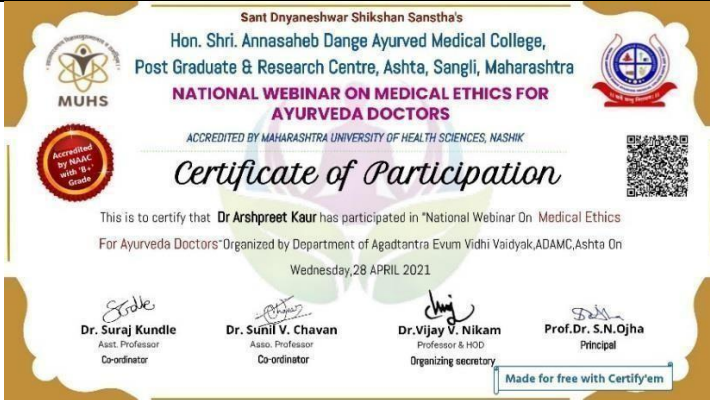 Sant Dnyaneshwar Shikshan Sanstha's
Hon. Shri. Annasaheb Dange Ayurved Medical College,
Post Graduate & Research Centre, Ashta, Sangli, Maharashtra
MUHS
NATIONAL WEBINAR ON MEDICAL ETHICS FOR
AYURVEDA DOCTORS
ACCREDITED BY MAHARASHTRA UNIVERSITY OF HEALTH SCIENCES, NASHIK
Accredited
by NAAC
with 'B+'
Grade
Certificate of Participation
This is to certify that Dr Arshpreet Kaur has participated in "National Webinar On Medical Ethics
For Ayurveda Doctors" Organized by Department of Agadtantra Evum Vidhi Vaidyak,ADAMC,Ashta On
Wednesday,28 APRIL 2021
Dr. Suraj Kundle
Asst. Professor
Co-ordinator
Dr. Sunil V. Chavan
Asso. Professor
Co-ordinator
Dr.Vijay V. Nikam
Professor & HOD
Organizing secretory
Prof.Dr. S.N.Ojha
Principal
Made for free with Certify'em